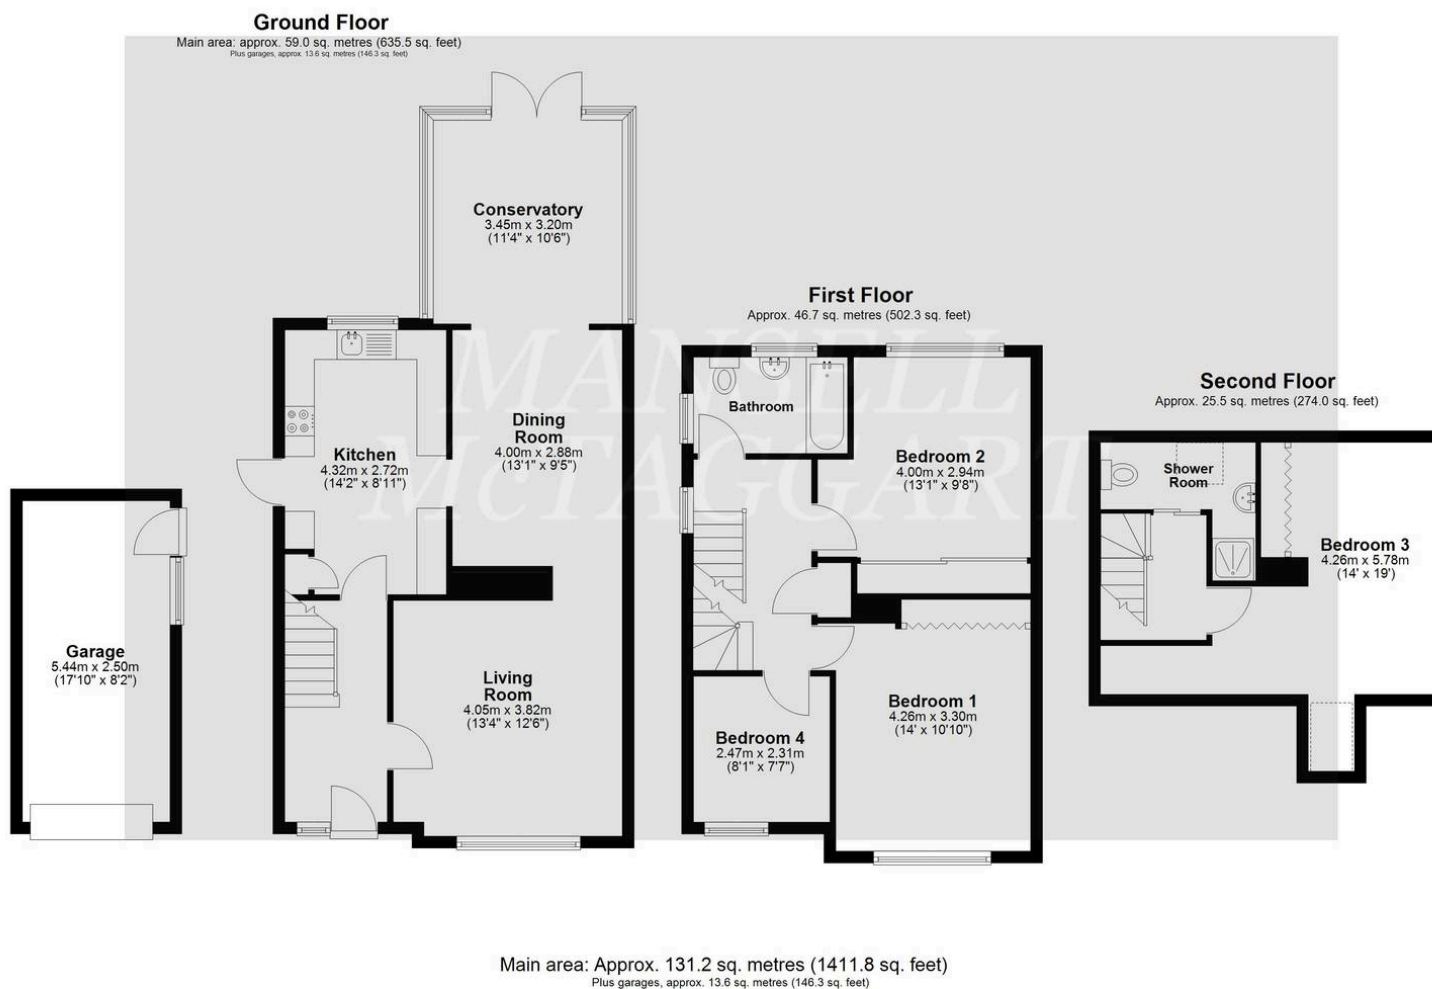 Ground Floor
Main area: approx. 59.0 sq. metres (635.5 sq. feet)
Plus garages, approx. 13.6 sq. metres (146.3 sq. feet)
Conservatory
3.45m x 3.20m
(11'4" x 10'6")
Kitchen
4.32m x 2.72m
(14'2" x 8'11")
Dining
Room
4.00m x 2.88m
(13'1" x 9'5")
Garage
5.44m x 2.50m
(17'10" x 8'2")
Living
Room
4.05m x 3.82m
(13'4" x 12'6")
First Floor
Approx. 46.7 sq. metres (502.3 sq. feet)
Bathroom
Bedroom 2
4.00m x 2.94m
(13'1" x 9'8")
Bedroom 1
4.26m x 3.30m
(14' x 10'10")
Bedroom 4
2.47m x 2.31m
(8'1" x 7'7")
Second Floor
Approx. 25.5 sq. metres (274.0 sq. feet)
Shower
Room
Bedroom 3
4.26m x 5.78m
(14' x 19')
MANSELL
McTAGGART
Main area: Approx. 131.2 sq. metres (1411.8 sq. feet)
Plus garages, approx. 13.6 sq. metres (146.3 sq. feet)